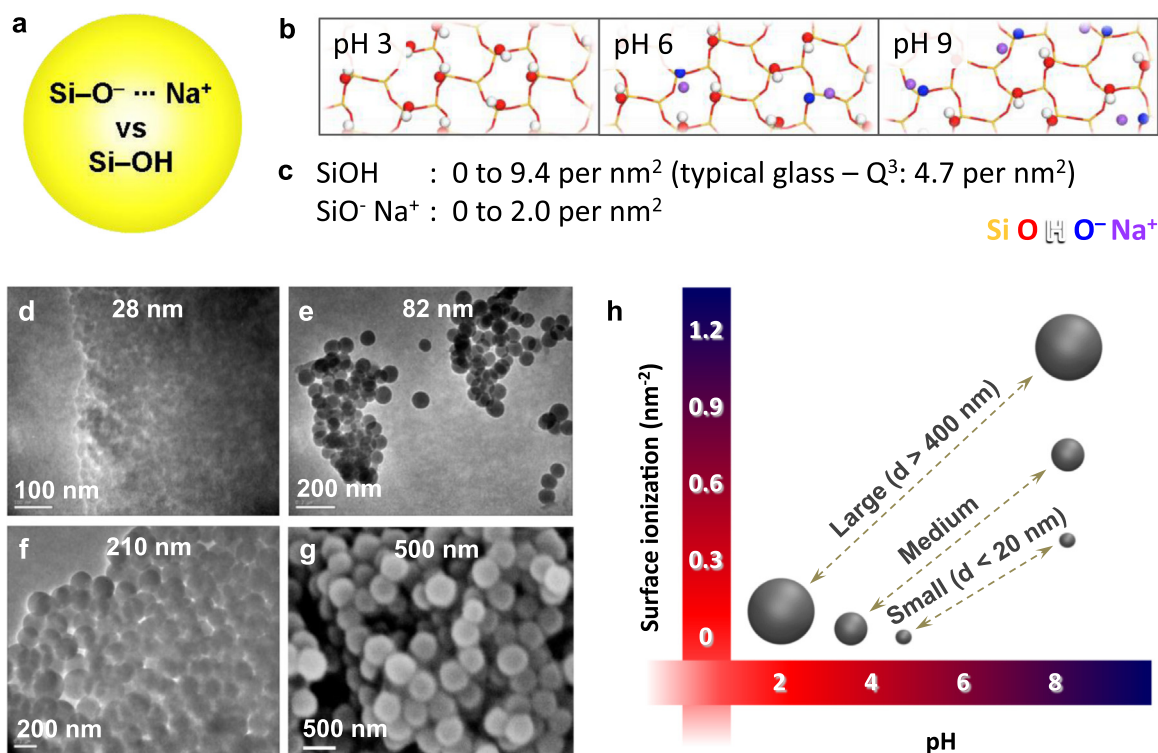 a
Si–O⁻ ··· Na⁺
vs
Si–OH
b
pH 3
pH 6
pH 9
c SiOH : 0 to 9.4 per nm² (typical glass – Q³: 4.7 per nm²)
SiO⁻ Na⁺ : 0 to 2.0 per nm²
Si O H O⁻ Na⁺
d
28 nm
100 nm
e
82 nm
200 nm
f
210 nm
200 nm
g
500 nm
500 nm
h
Surface ionization (nm⁻²)
1.2
0.9
0.6
0.3
0
Large (d > 400 nm)
Medium
Small (d < 20 nm)
2 4 6 8
pH